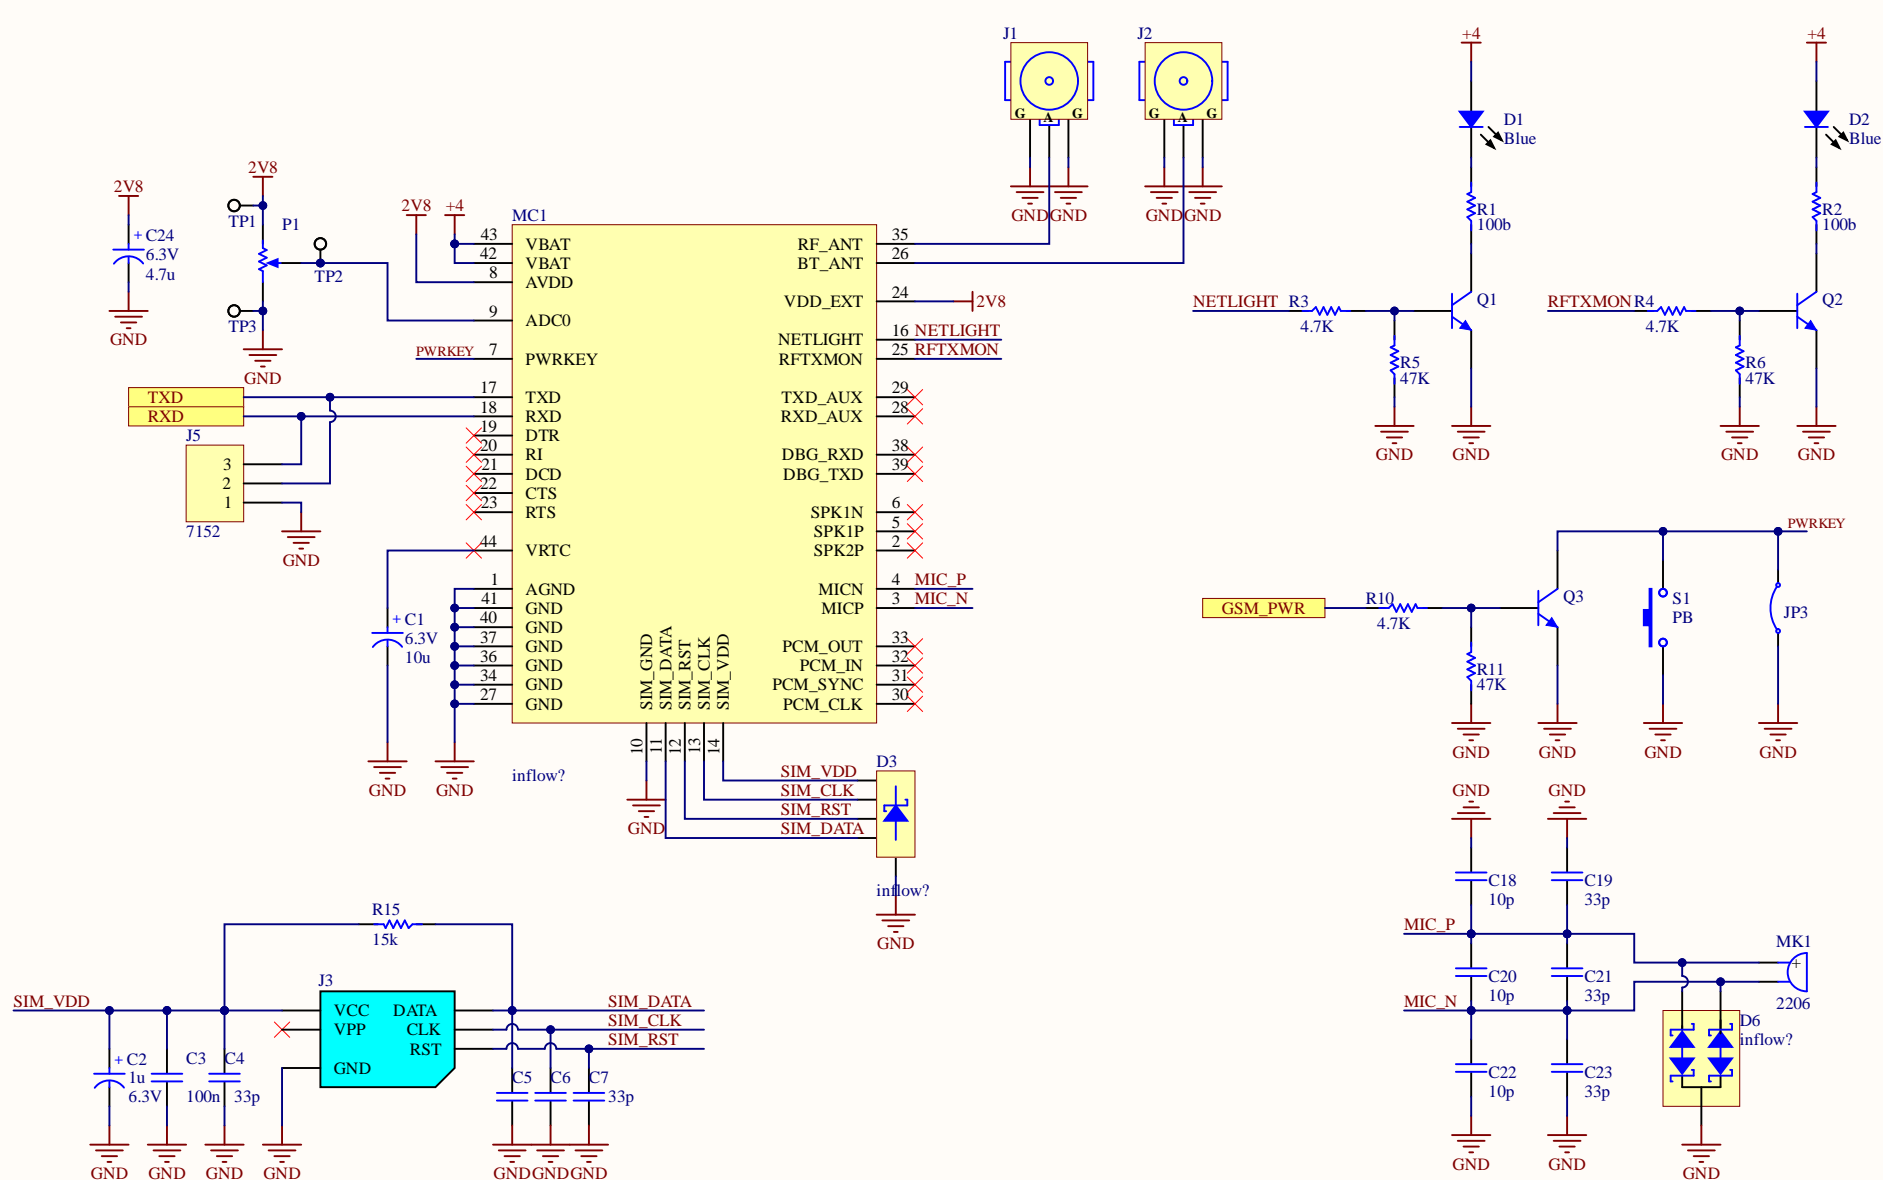 J1
J2
G A G
G A G
GND GND
GND GND
+4
D1
Blue
R1
100b
NETLIGHT R3
4.7K
Q1
R5
47K
GND
GND
+4
D2
Blue
R2
100b
RFTXMON R4
4.7K
Q2
R6
47K
GND
GND
2V8
+ C24
6.3V
4.7u
GND
2V8
TP1
P1
TP2
TP3
GND
2V8
+4
MC1
43 VBAT
42 VBAT
8 AVDD
9 ADC0
PWRKEY 7 PWRKEY
TXD 17 TXD
RXD 18 RXD
19 DTR
20 RI
21 DCD
22 CTS
23 RTS
44 VRTC
1 AGND
41 GND
40 GND
37 GND
36 GND
34 GND
27 GND
RF_ANT 35
BT_ANT 26
VDD_EXT 24 2V8
NETLIGHT 16 NETLIGHT
RFTXMON 25 RFTXMON
TXD_AUX 29
RXD_AUX 28
DBG_RXD 38
DBG_TXD 39
SPK1N 6
SPK1P 5
SPK2P 2
MICN 4 MIC_P
MICP 3 MIC_N
PCM_OUT 33
PCM_IN 32
PCM_SYNC 31
PCM_CLK 30
SIM_GND 10
SIM_DATA 11
SIM_RST 12
SIM_CLK 13
SIM_VDD 14
inflow?
J5
3
2
1
7152
GND
+ C1
6.3V
10u
GND
GND
GND
D3
SIM_VDD
SIM_CLK
SIM_RST
SIM_DATA
inflow?
GND
PWRKEY
GSM_PWR
R10
4.7K
Q3
R11
47K
S1
PB
JP3
GND
GND
GND
GND
GND
GND
C18
10p
C19
33p
MIC_P
C20
10p
C21
33p
MIC_N
C22
10p
C23
33p
GND
GND
MK1
+
2206
D6
inflow?
GND
R15
15k
J3
SIM_VDD
VCC
VPP
GND
DATA
CLK
RST
SIM_DATA
SIM_CLK
SIM_RST
+ C2
1u
6.3V
C3
100n
C4
33p
C5
C6
C7
33p
GND
GND
GND
GND
GND GND GND